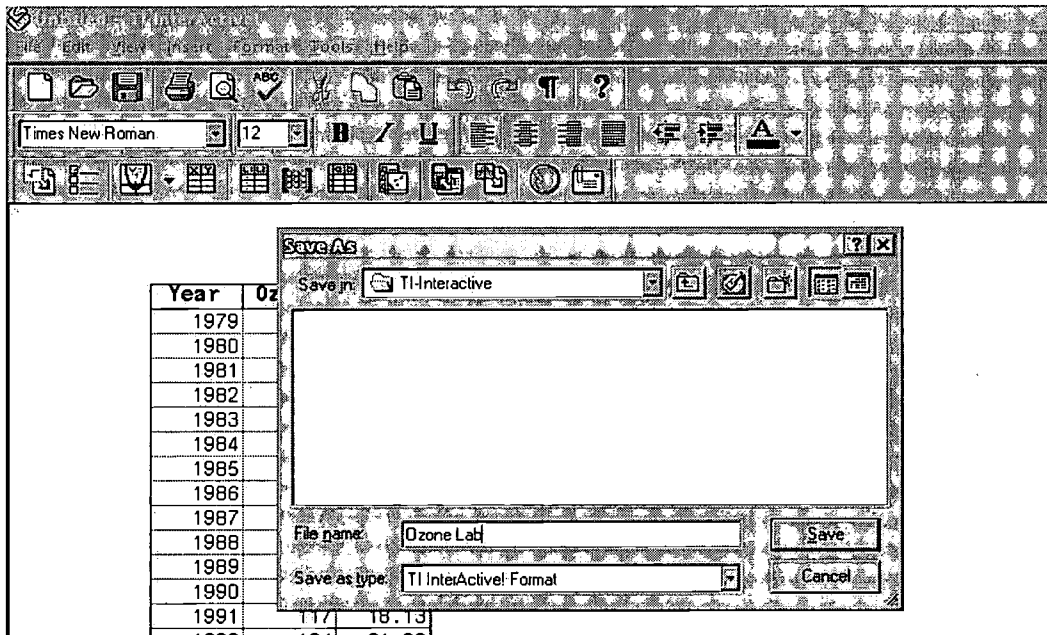 File Edit View Insert Format Tools Help
ABC
Times New Roman 12 B I U A
Save As
Save in: TI-Interactive
Year Oz
1979
1980
1981
1982
1983
1984
1985
1986
1987
1988
1989
1990
1991 117 18.13
File name: Ozone Lab
Save
Save as type: TI InterActive! Format
Cancel